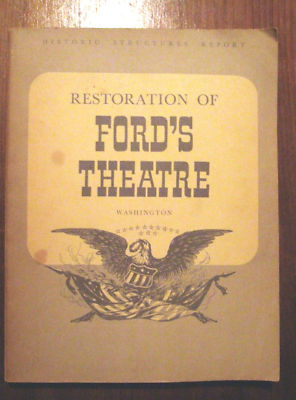 HISTORIC STRUCTURES REPORT
RESTORATION OF
FORD'S
THEATRE
WASHINGTON